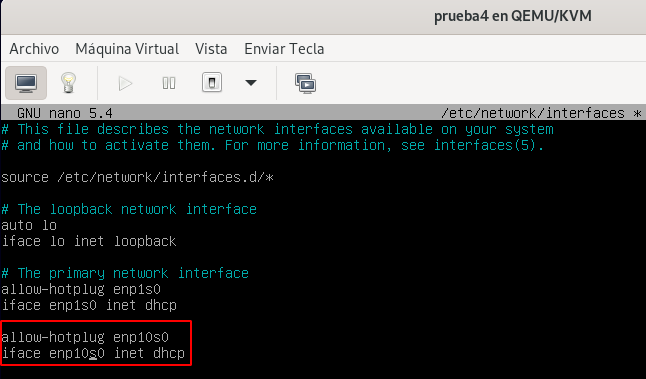 prueba4 en QEMU/KVM
Archivo Máquina Virtual Vista Enviar Tecla
GNU nano 5.4 /etc/network/interfaces *
# This file describes the network interfaces available on your system
# and how to activate them. For more information, see interfaces(5).
source /etc/network/interfaces.d/*
# The loopback network interface
auto lo
iface lo inet loopback
# The primary network interface
allow-hotplug enp1s0
iface enp1s0 inet dhcp
allow-hotplug enp10s0
iface enp10s0 inet dhcp